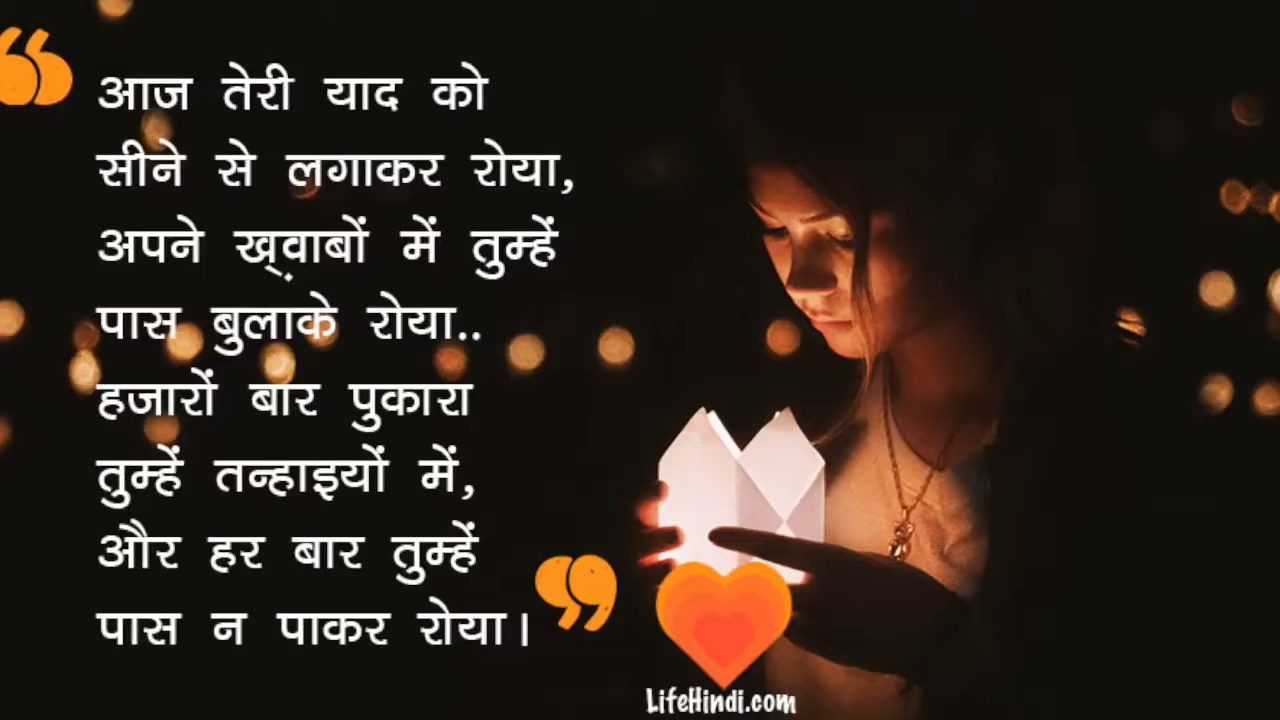 आज तेरी याद को
सीने से लगाकर रोया,
अपने ख़्वाबों में तुम्हें
पास बुलाके रोया..
हजारों बार पुकारा
तुम्हें तन्हाइयों में,
और हर बार तुम्हें
पास न पाकर रोया।
LifeHindi.com